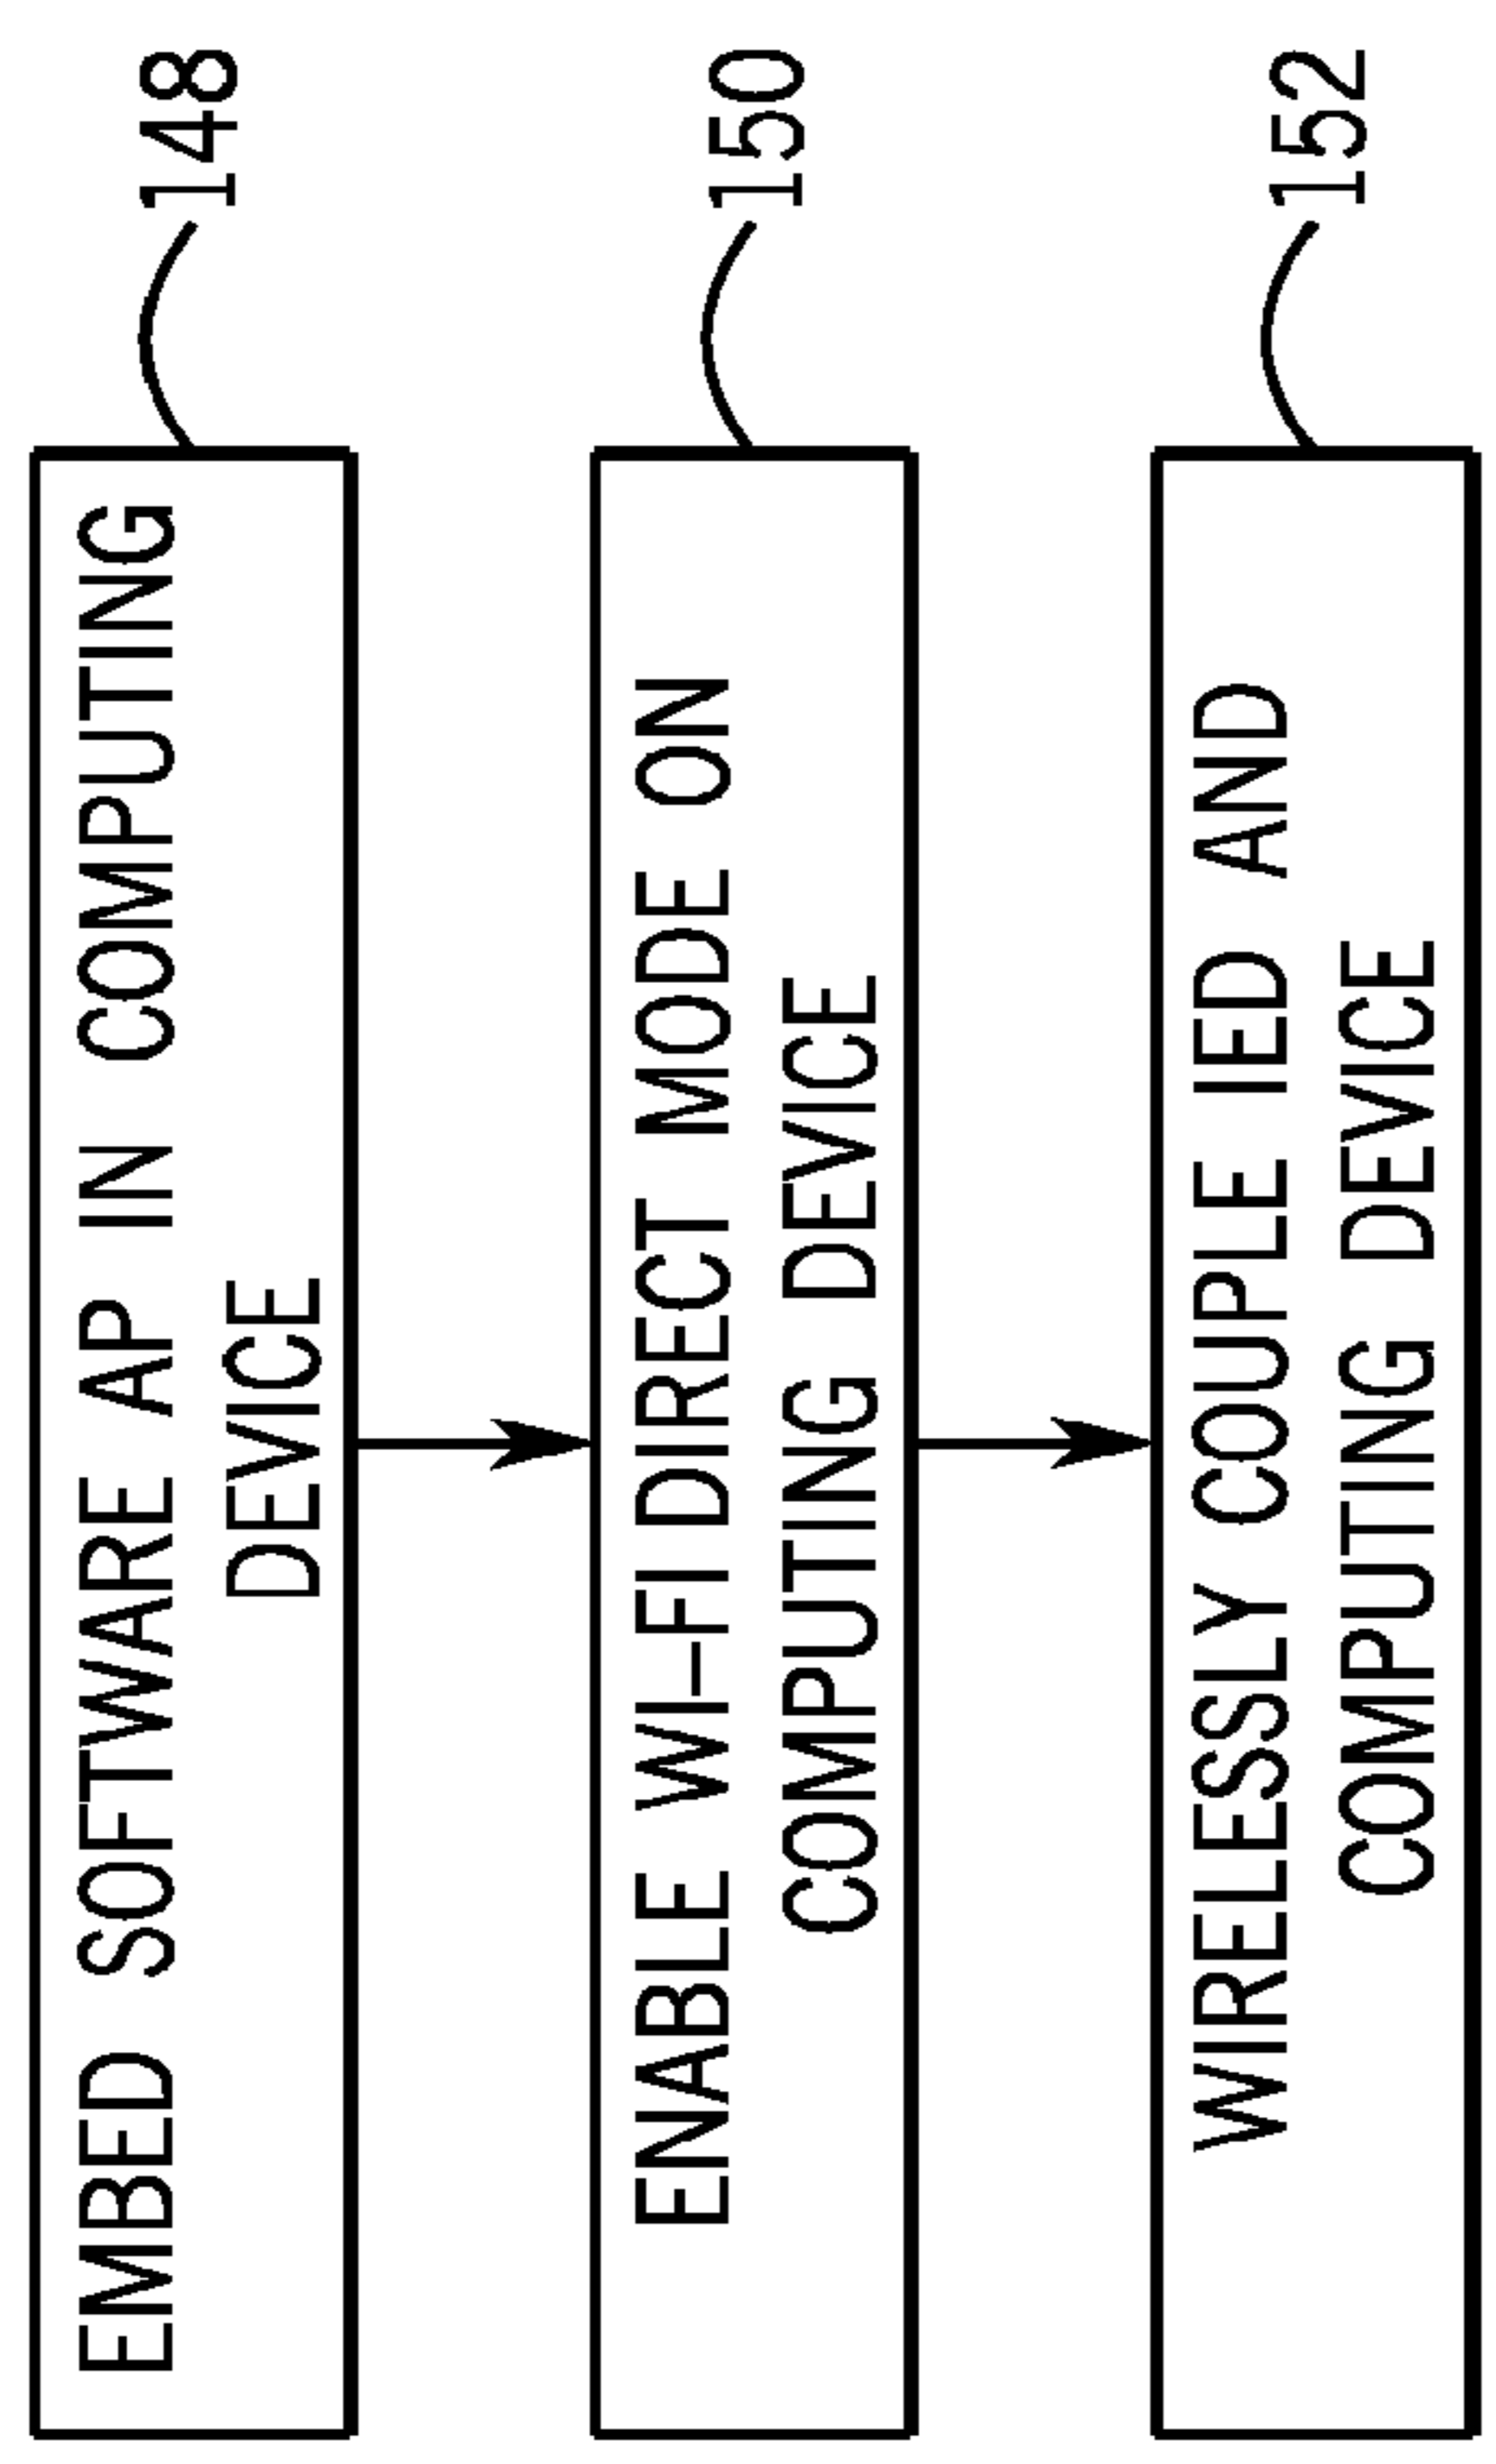 EMBED SOFTWARE AP IN COMPUTING
DEVICE
148
ENABLE WI-FI DIRECT MODE ON
COMPUTING DEVICE
150
WIRELESSLY COUPLE IED AND
COMPUTING DEVICE
152